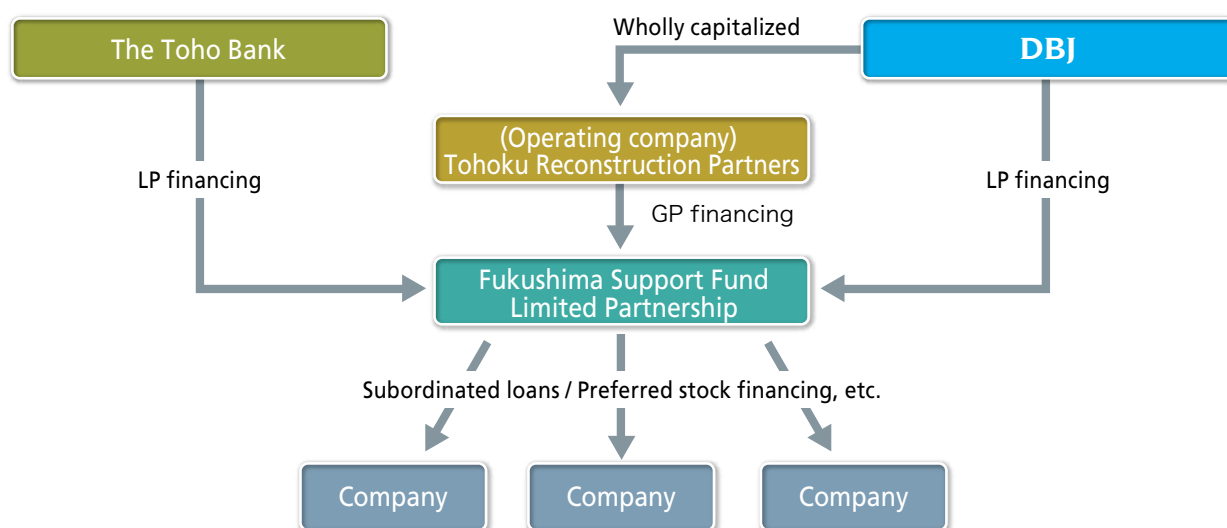 Wholly capitalized
The Toho Bank
DBJ
(Operating company)
Tohoku Reconstruction Partners
LP financing
LP financing
GP financing
Fukushima Support Fund
Limited Partnership
Subordinated loans / Preferred stock financing, etc.
Company
Company
Company